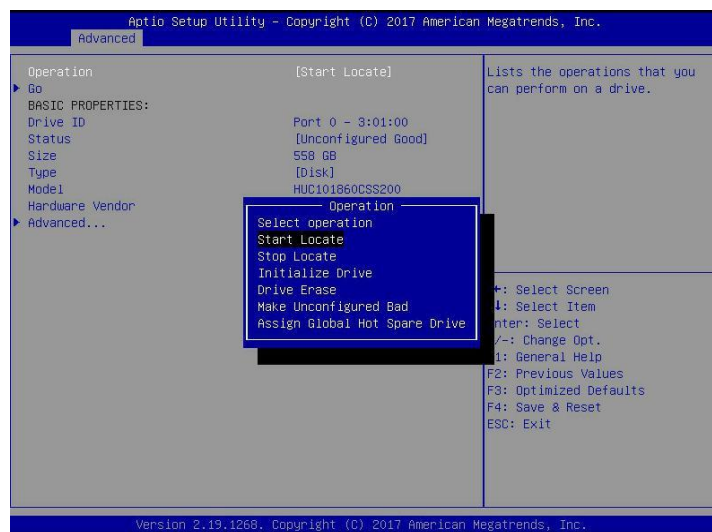 Aptio Setup Utility – Copyright (C) 2017 American Megatrends, Inc.
Advanced
Operation [Start Locate]
Go
BASIC PROPERTIES:
Drive ID Port 0 – 3:01:00
Status [Unconfigured Good]
Size 558 GB
Type [Disk]
Model HUC101860CSS200
Hardware Vendor
Advanced...
Operation
Select operation
Start Locate
Stop Locate
Initialize Drive
Drive Erase
Make Unconfigured Bad
Assign Global Hot Spare Drive
Lists the operations that you
can perform on a drive.
: Select Screen
: Select Item
nter: Select
/-: Change Opt.
1: General Help
F2: Previous Values
F3: Optimized Defaults
F4: Save & Reset
ESC: Exit
Version 2.19.1268. Copyright (C) 2017 American Megatrends, Inc.